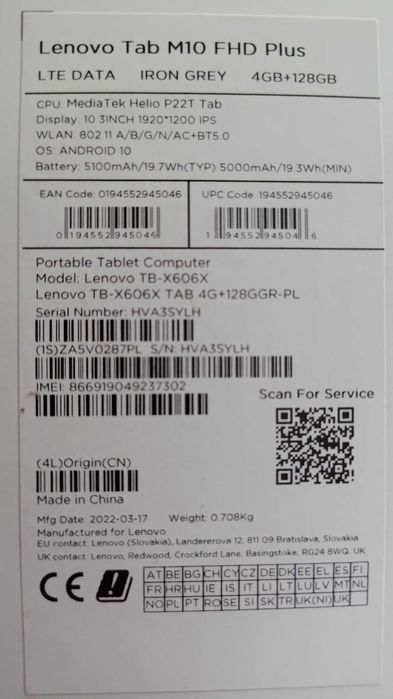 Lenovo Tab M10 FHD Plus
LTE DATA IRON GREY 4GB+128GB
CPU: MediaTek Helio P22T Tab
Display: 10.3INCH 1920*1200 IPS
WLAN: 802.11 A/B/G/N/AC+BT5.0
OS: ANDROID 10
Battery: 5100mAh/19.7Wh(TYP) 5000mAh/19.3Wh(MIN)
EAN Code: 0194552945046 UPC Code 194552945046
0 194552 945046 1 94552 94504 6
Portable Tablet Computer
Model: Lenovo TB-X606X
Lenovo TB-X606X TAB 4G+128GGR-PL
Serial Number: HVA3SYLH
(1S)ZA5V0287PL S/N: HVA3SYLH
IMEI: 866919049237302
Scan For Service
(4L)Origin(CN)
Made in China
Mfg Date: 2022-03-17 Weight: 0.708Kg
Manufactured for Lenovo
EU contact: Lenovo (Slovakia), Landererova 12, 811 09 Bratislava, Slovakia
UK contact: Lenovo, Redwood, Crockford Lane, Basingstoke, RG24 8WQ, UK
CE
AT BE BG CH CY CZ DE DK EE EL ES FI
FR HR HU IE IS IT LI LT LU LV MT NL
NO PL PT RO SE SI SK TR UK(NI) UK